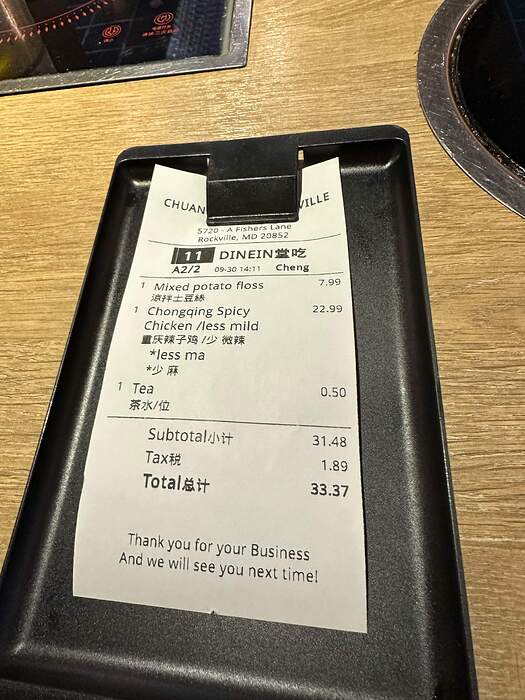 CHUAN VILLE
5720 - A Fishers Lane
Rockville, MD 20852
11 DINEIN堂吃
A2/2 09-30 14:11 Cheng
1 Mixed potato floss 7.99
凉拌土豆絲
1 Chongqing Spicy 22.99
Chicken /less mild
重庆辣子鸡 /少 微辣
*less ma
*少 麻
1 Tea 0.50
茶水/位
Subtotal小计 31.48
Tax税 1.89
Total总计 33.37
Thank you for your Business
And we will see you next time!